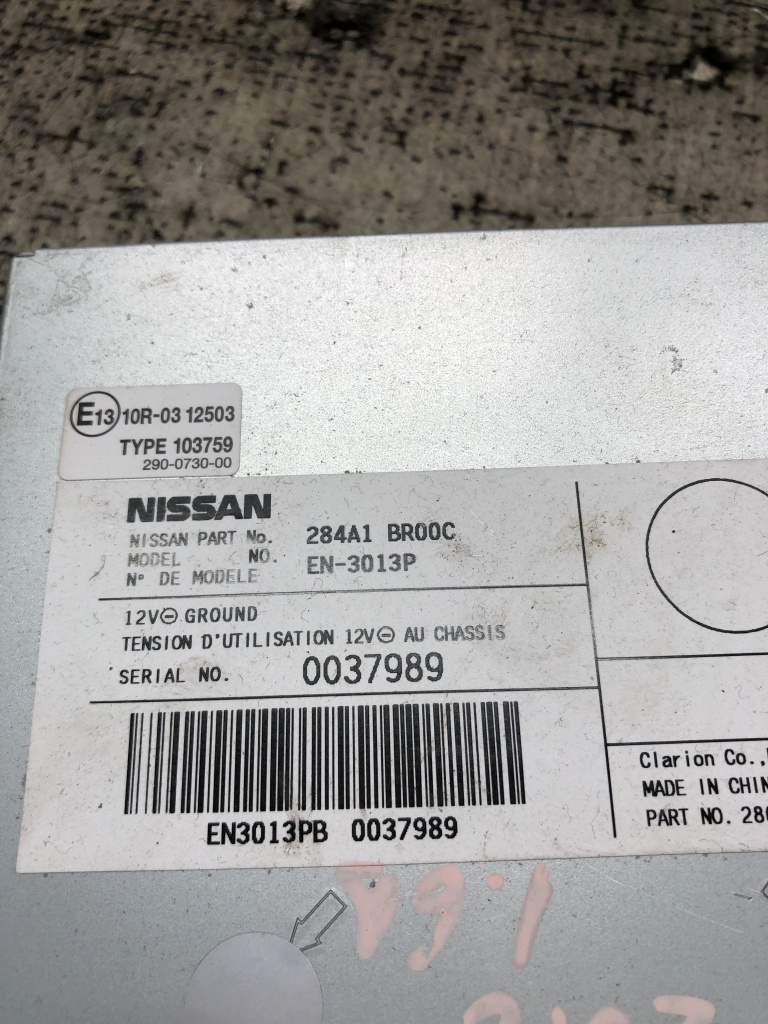 E13 10R-03 12503
TYPE 103759
290-0730-00
NISSAN
NISSAN PART No. 284A1 BR00C
MODEL NO. EN-3013P
N° DE MODELE
12V⊖ GROUND
TENSION D'UTILISATION 12V⊖ AU CHASSIS
SERIAL NO. 0037989
EN3013PB 0037989
Clarion Co.,
MADE IN CHIN
PART NO. 28